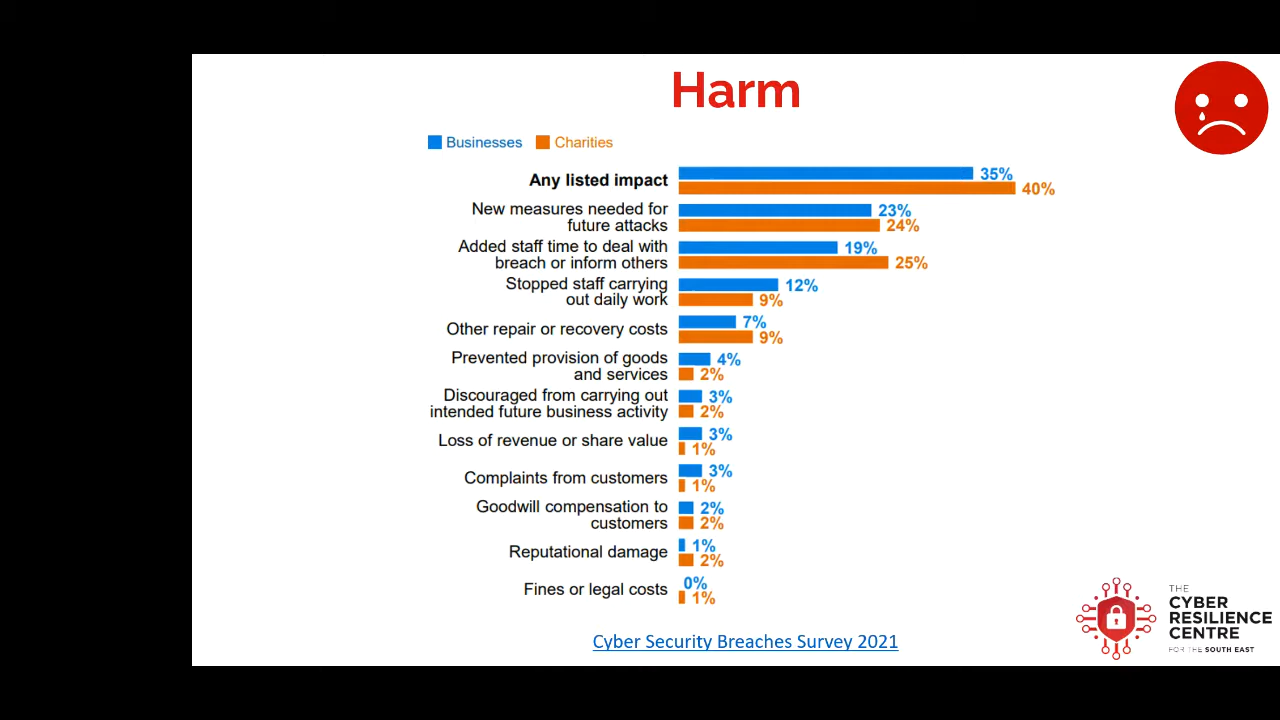 Harm
Businesses
Charities
Any listed impact
35%
40%
New measures needed for
future attacks
23%
24%
Added staff time to deal with
breach or inform others
19%
25%
Stopped staff carrying
out daily work
12%
9%
Other repair or recovery costs
7%
9%
Prevented provision of goods
and services
4%
2%
Discouraged from carrying out
intended future business activity
3%
2%
Loss of revenue or share value
3%
1%
Complaints from customers
3%
1%
Goodwill compensation to
customers
2%
2%
Reputational damage
1%
2%
Fines or legal costs
0%
1%
Cyber Security Breaches Survey 2021
THE
CYBER
RESILIENCE
CENTRE
FOR THE SOUTH EAST